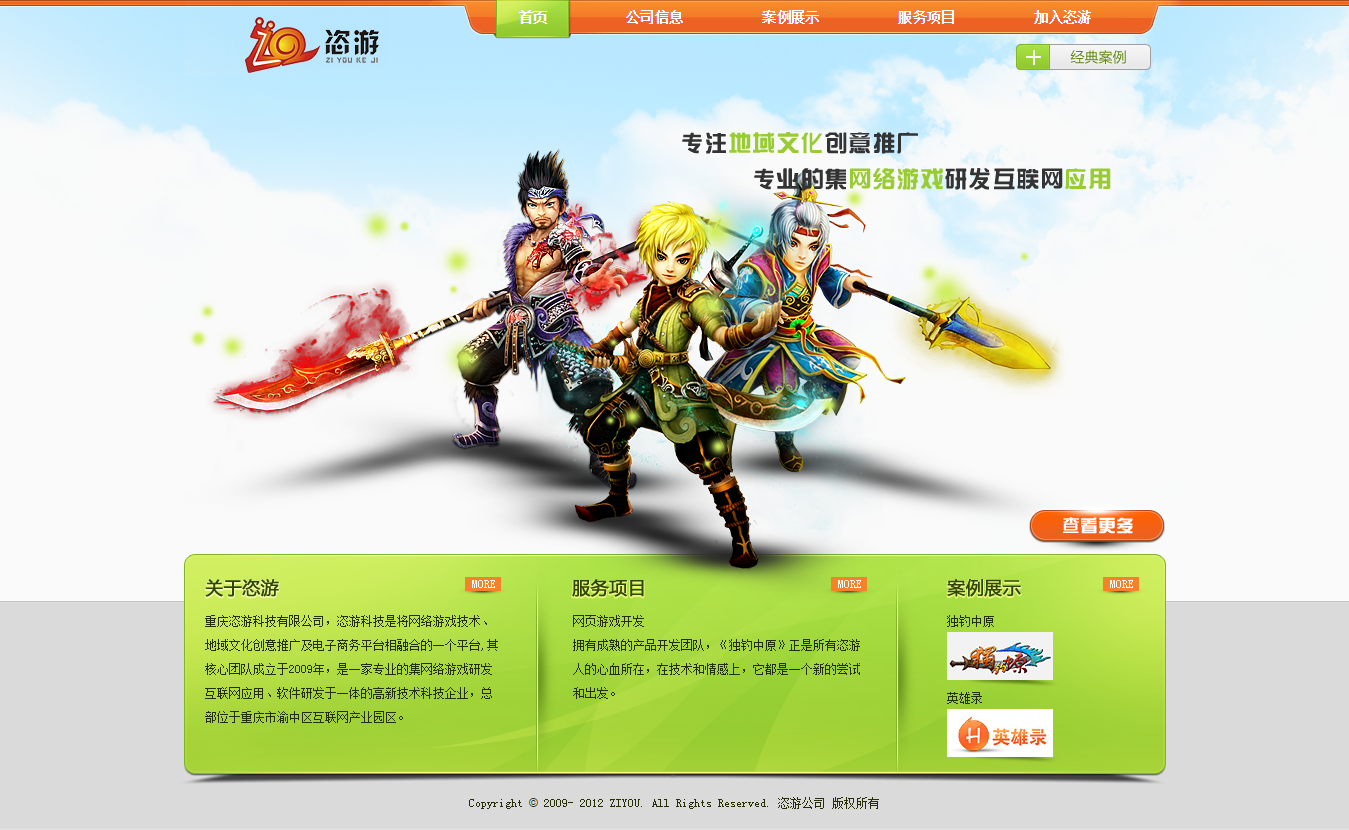 首页 公司信息 案例展示 服务项目 加入恣游
恣游
ZI YOU KE JI
经典案例
专注地域文化创意推广
专业的集网络游戏研发互联网应用
查看更多
关于恣游 MORE
重庆恣游科技有限公司，恣游科技是将网络游戏技术、
地域文化创意推广及电子商务平台相融合的一个平台,其
核心团队成立于2009年，是一家专业的集网络游戏研发
互联网应用、软件研发于一体的高新技术科技企业，总
部位于重庆市渝中区互联网产业园区。
服务项目 MORE
网页游戏开发
拥有成熟的产品开发团队，《独钓中原》正是所有恣游
人的心血所在，在技术和情感上，它都是一个新的尝试
和出发。
案例展示 MORE
独钓中原
英雄录
英雄录
Copyright © 2009- 2012 ZIYOU. All Rights Reserved. 恣游公司 版权所有